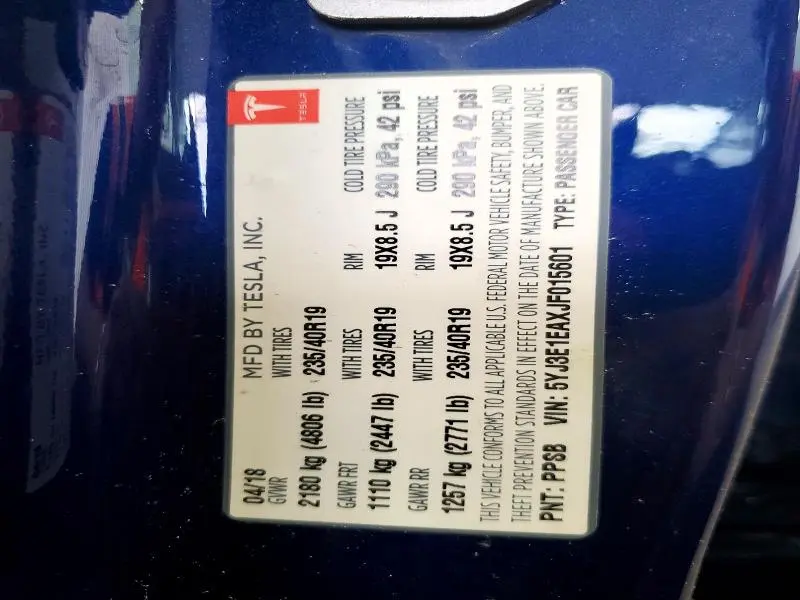 TESLA
04/18 MFD BY TESLA, INC.
GVWR WITH TIRES
2180 kg (4806 lb) 235/40R19
GAWR FRT WITH TIRES RIM COLD TIRE PRESSURE
1110 kg (2447 lb) 235/40R19 19X8.5 J 290 kPa, 42 psi
GAWR RR WITH TIRES RIM COLD TIRE PRESSURE
1257 kg (2771 lb) 235/40R19 19X8.5 J 290 kPa, 42 psi
THIS VEHICLE CONFORMS TO ALL APPLICABLE U.S. FEDERAL MOTOR VEHICLE SAFETY, BUMPER, AND
THEFT PREVENTION STANDARDS IN EFFECT ON THE DATE OF MANUFACTURE SHOWN ABOVE.
PNT: PPSB VIN: 5YJ3E1EAXJF015601 TYPE: PASSENGER CAR